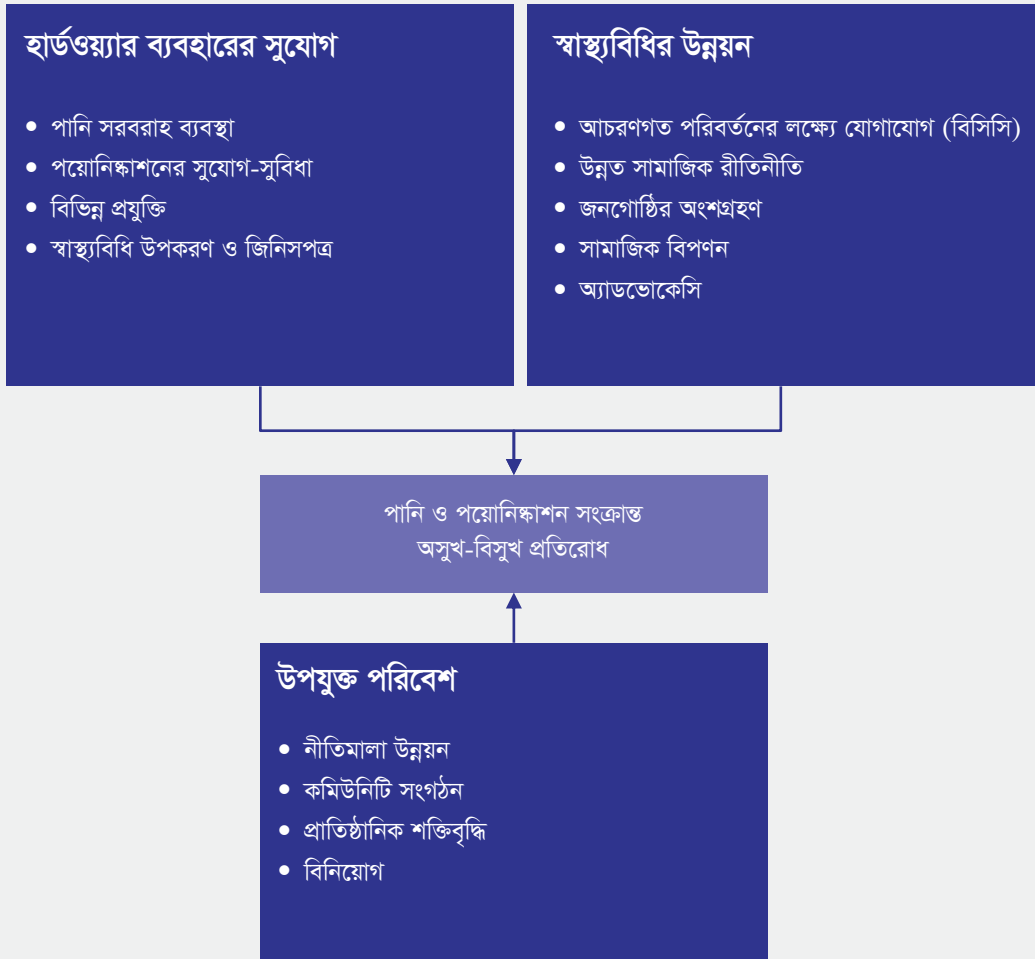 হার্ডওয়্যার ব্যবহারের সুযোগ
• পানি সরবরাহ ব্যবস্থা
• পয়োনিষ্কাশনের সুযোগ-সুবিধা
• বিভিন্ন প্রযুক্তি
• স্বাস্থ্যবিধি উপকরণ ও জিনিসপত্র
স্বাস্থ্যবিধির উন্নয়ন
• আচরণগত পরিবর্তনের লক্ষ্যে যোগাযোগ (বিসিসি)
• উন্নত সামাজিক রীতিনীতি
• জনগোষ্ঠির অংশগ্রহণ
• সামাজিক বিপণন
• অ্যাডভোকেসি
পানি ও পয়োনিষ্কাশন সংক্রান্ত
অসুখ-বিসুখ প্রতিরোধ
উপযুক্ত পরিবেশ
• নীতিমালা উন্নয়ন
• কমিউনিটি সংগঠন
• প্রাতিষ্ঠানিক শক্তিবৃদ্ধি
• বিনিয়োগ